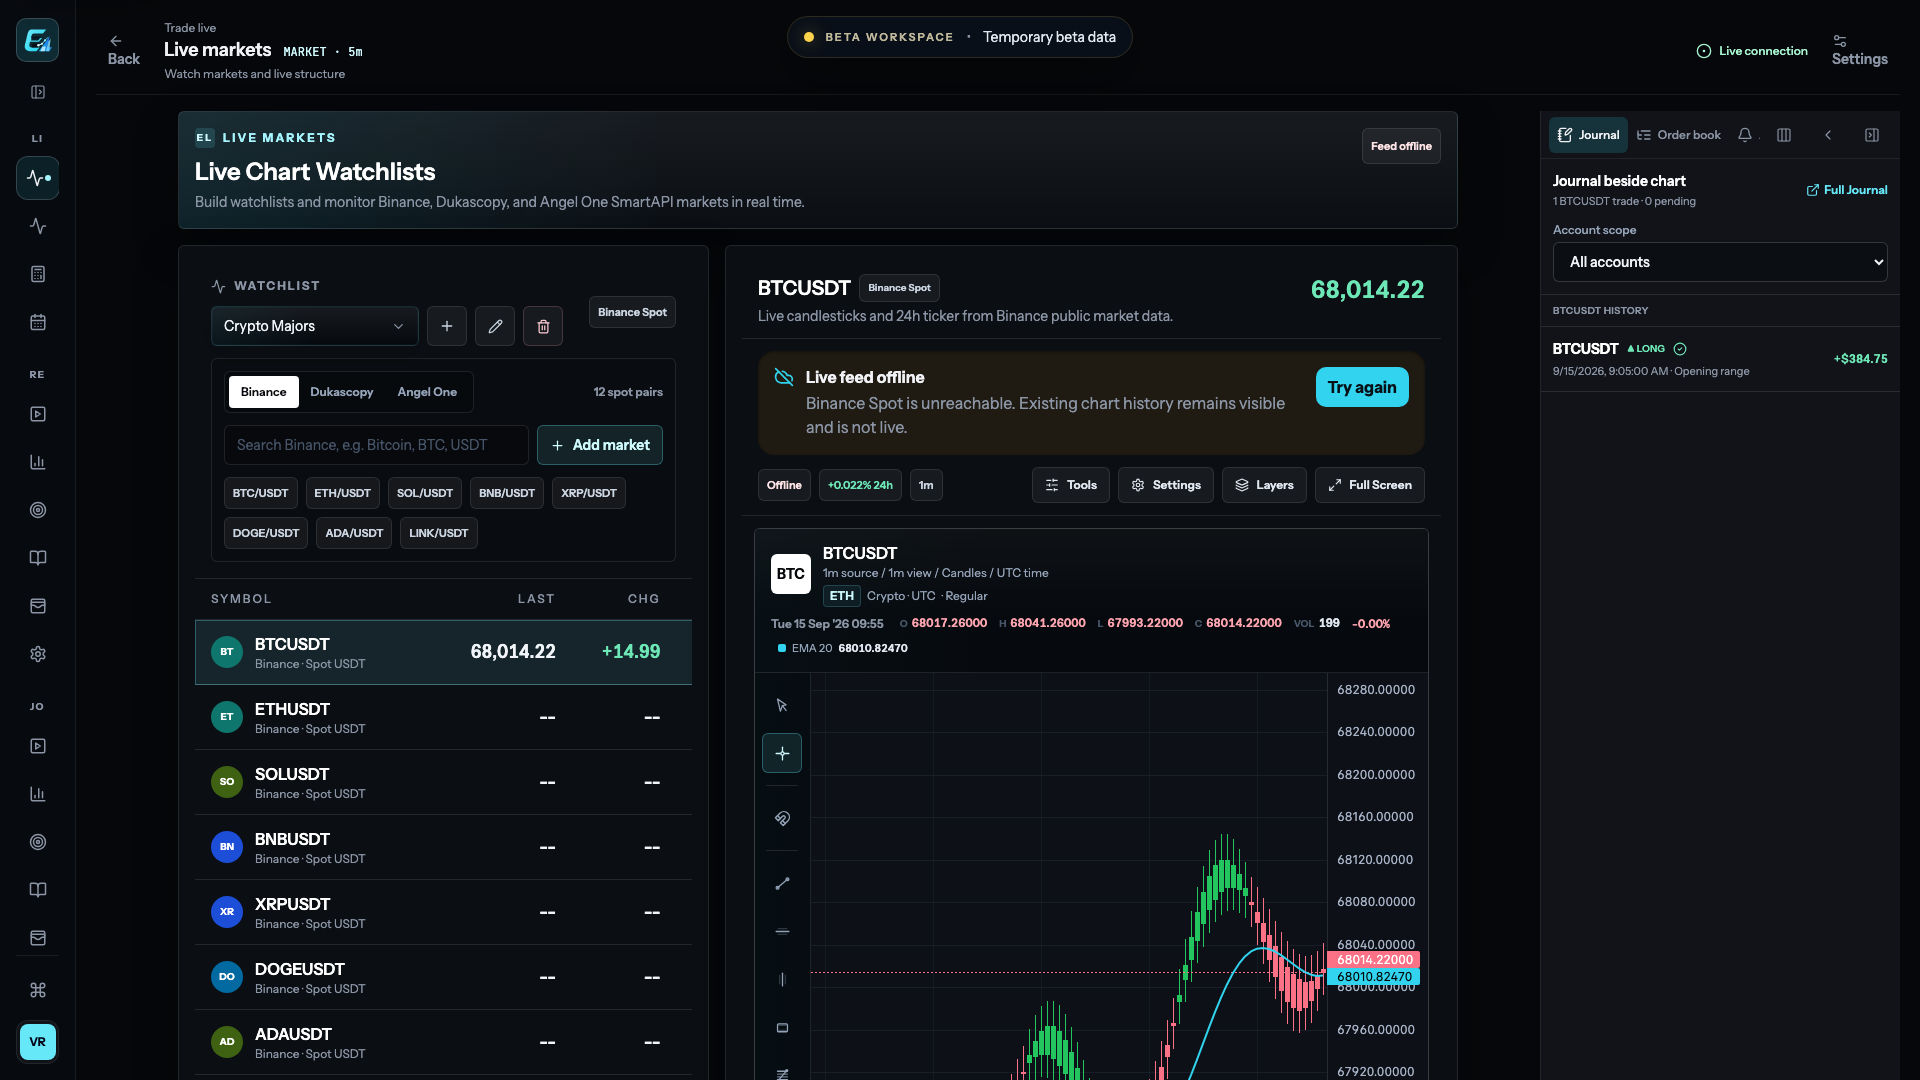 Back
Trade live
Live markets MARKET · 5m
Watch markets and live structure
BETA WORKSPACE · Temporary beta data
Live connection
Settings
LI
RE
JO
VR
EL LIVE MARKETS
Live Chart Watchlists
Build watchlists and monitor Binance, Dukascopy, and Angel One SmartAPI markets in real time.
Feed offline
WATCHLIST
Crypto Majors
Binance Spot
Binance Dukascopy Angel One 12 spot pairs
Search Binance, e.g. Bitcoin, BTC, USDT
Add market
BTC/USDT ETH/USDT SOL/USDT BNB/USDT XRP/USDT
DOGE/USDT ADA/USDT LINK/USDT
SYMBOL LAST CHG
BT BTCUSDT 68,014.22 +14.99
Binance · Spot USDT
ET ETHUSDT -- --
Binance · Spot USDT
SO SOLUSDT -- --
Binance · Spot USDT
BN BNBUSDT -- --
Binance · Spot USDT
XR XRPUSDT -- --
Binance · Spot USDT
DO DOGEUSDT -- --
Binance · Spot USDT
AD ADAUSDT -- --
Binance · Spot USDT
BTCUSDT Binance Spot 68,014.22
Live candlesticks and 24h ticker from Binance public market data.
Live feed offline
Binance Spot is unreachable. Existing chart history remains visible
and is not live.
Try again
Offline +0.022% 24h 1m
Tools Settings Layers Full Screen
BTC
BTCUSDT
1m source / 1m view / Candles / UTC time
ETH Crypto · UTC · Regular
Tue 15 Sep '26 09:55 O 68017.26000 H 68041.26000 L 67993.22000 C 68014.22000 VOL 199 -0.00%
EMA 20 68010.82470
68280.00000
68240.00000
68200.00000
68160.00000
68120.00000
68080.00000
68040.00000
68014.22000
68010.82470
68000.00000
67960.00000
67920.00000
Journal Order book
Journal beside chart
1 BTCUSDT trade · 0 pending
Full Journal
Account scope
All accounts
BTCUSDT HISTORY
BTCUSDT ▲ LONG
9/15/2026, 9:05:00 AM · Opening range
+$384.75